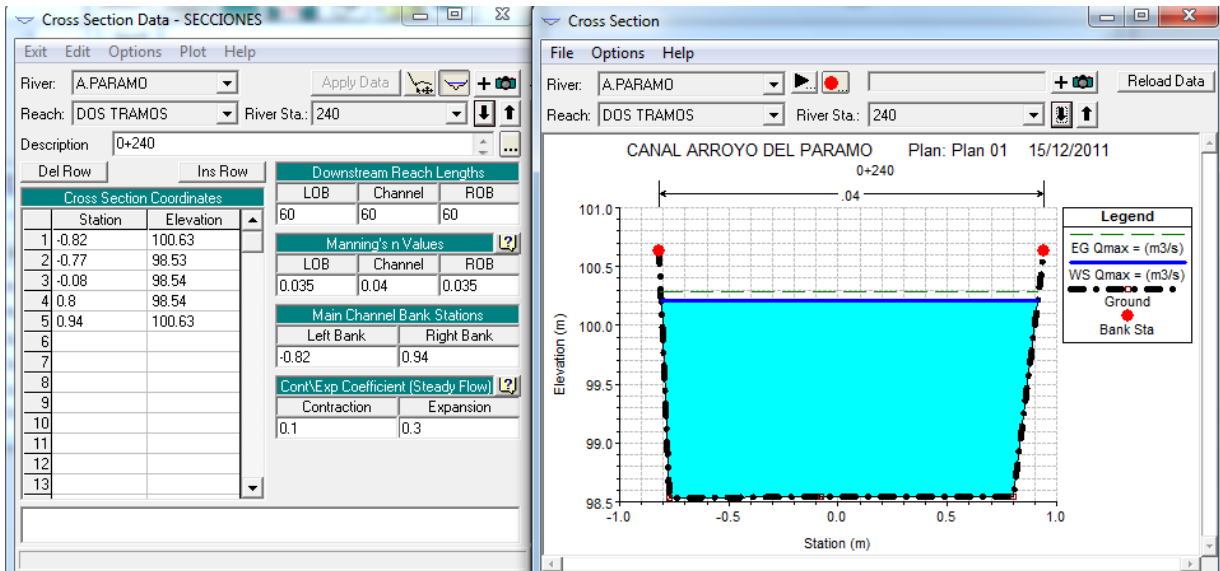 Cross Section Data - SECCIONES
Exit Edit Options Plot Help
River: A.PARAMO Apply Data
Reach: DOS TRAMOS River Sta.: 240
Description 0+240 ...
Del Row Ins Row
Cross Section Coordinates
Station Elevation
1 -0.82 100.63
2 -0.77 98.53
3 -0.08 98.54
4 0.8 98.54
5 0.94 100.63
6
7
8
9
10
11
12
13
Downstream Reach Lengths
LOB Channel ROB
60 60 60
Manning's n Values
LOB Channel ROB
0.035 0.04 0.035
Main Channel Bank Stations
Left Bank Right Bank
-0.82 0.94
Cont\Exp Coefficient (Steady Flow)
Contraction Expansion
0.1 0.3
Cross Section
File Options Help
River: A.PARAMO Reload Data
Reach: DOS TRAMOS River Sta.: 240
CANAL ARROYO DEL PARAMO Plan: Plan 01 15/12/2011
0+240
.04
101.0
100.5
100.0
99.5
99.0
98.5
Elevation (m)
-1.0 -0.5 0.0 0.5 1.0
Station (m)
Legend
EG Qmax = (m3/s)
WS Qmax = (m3/s)
Ground
Bank Sta